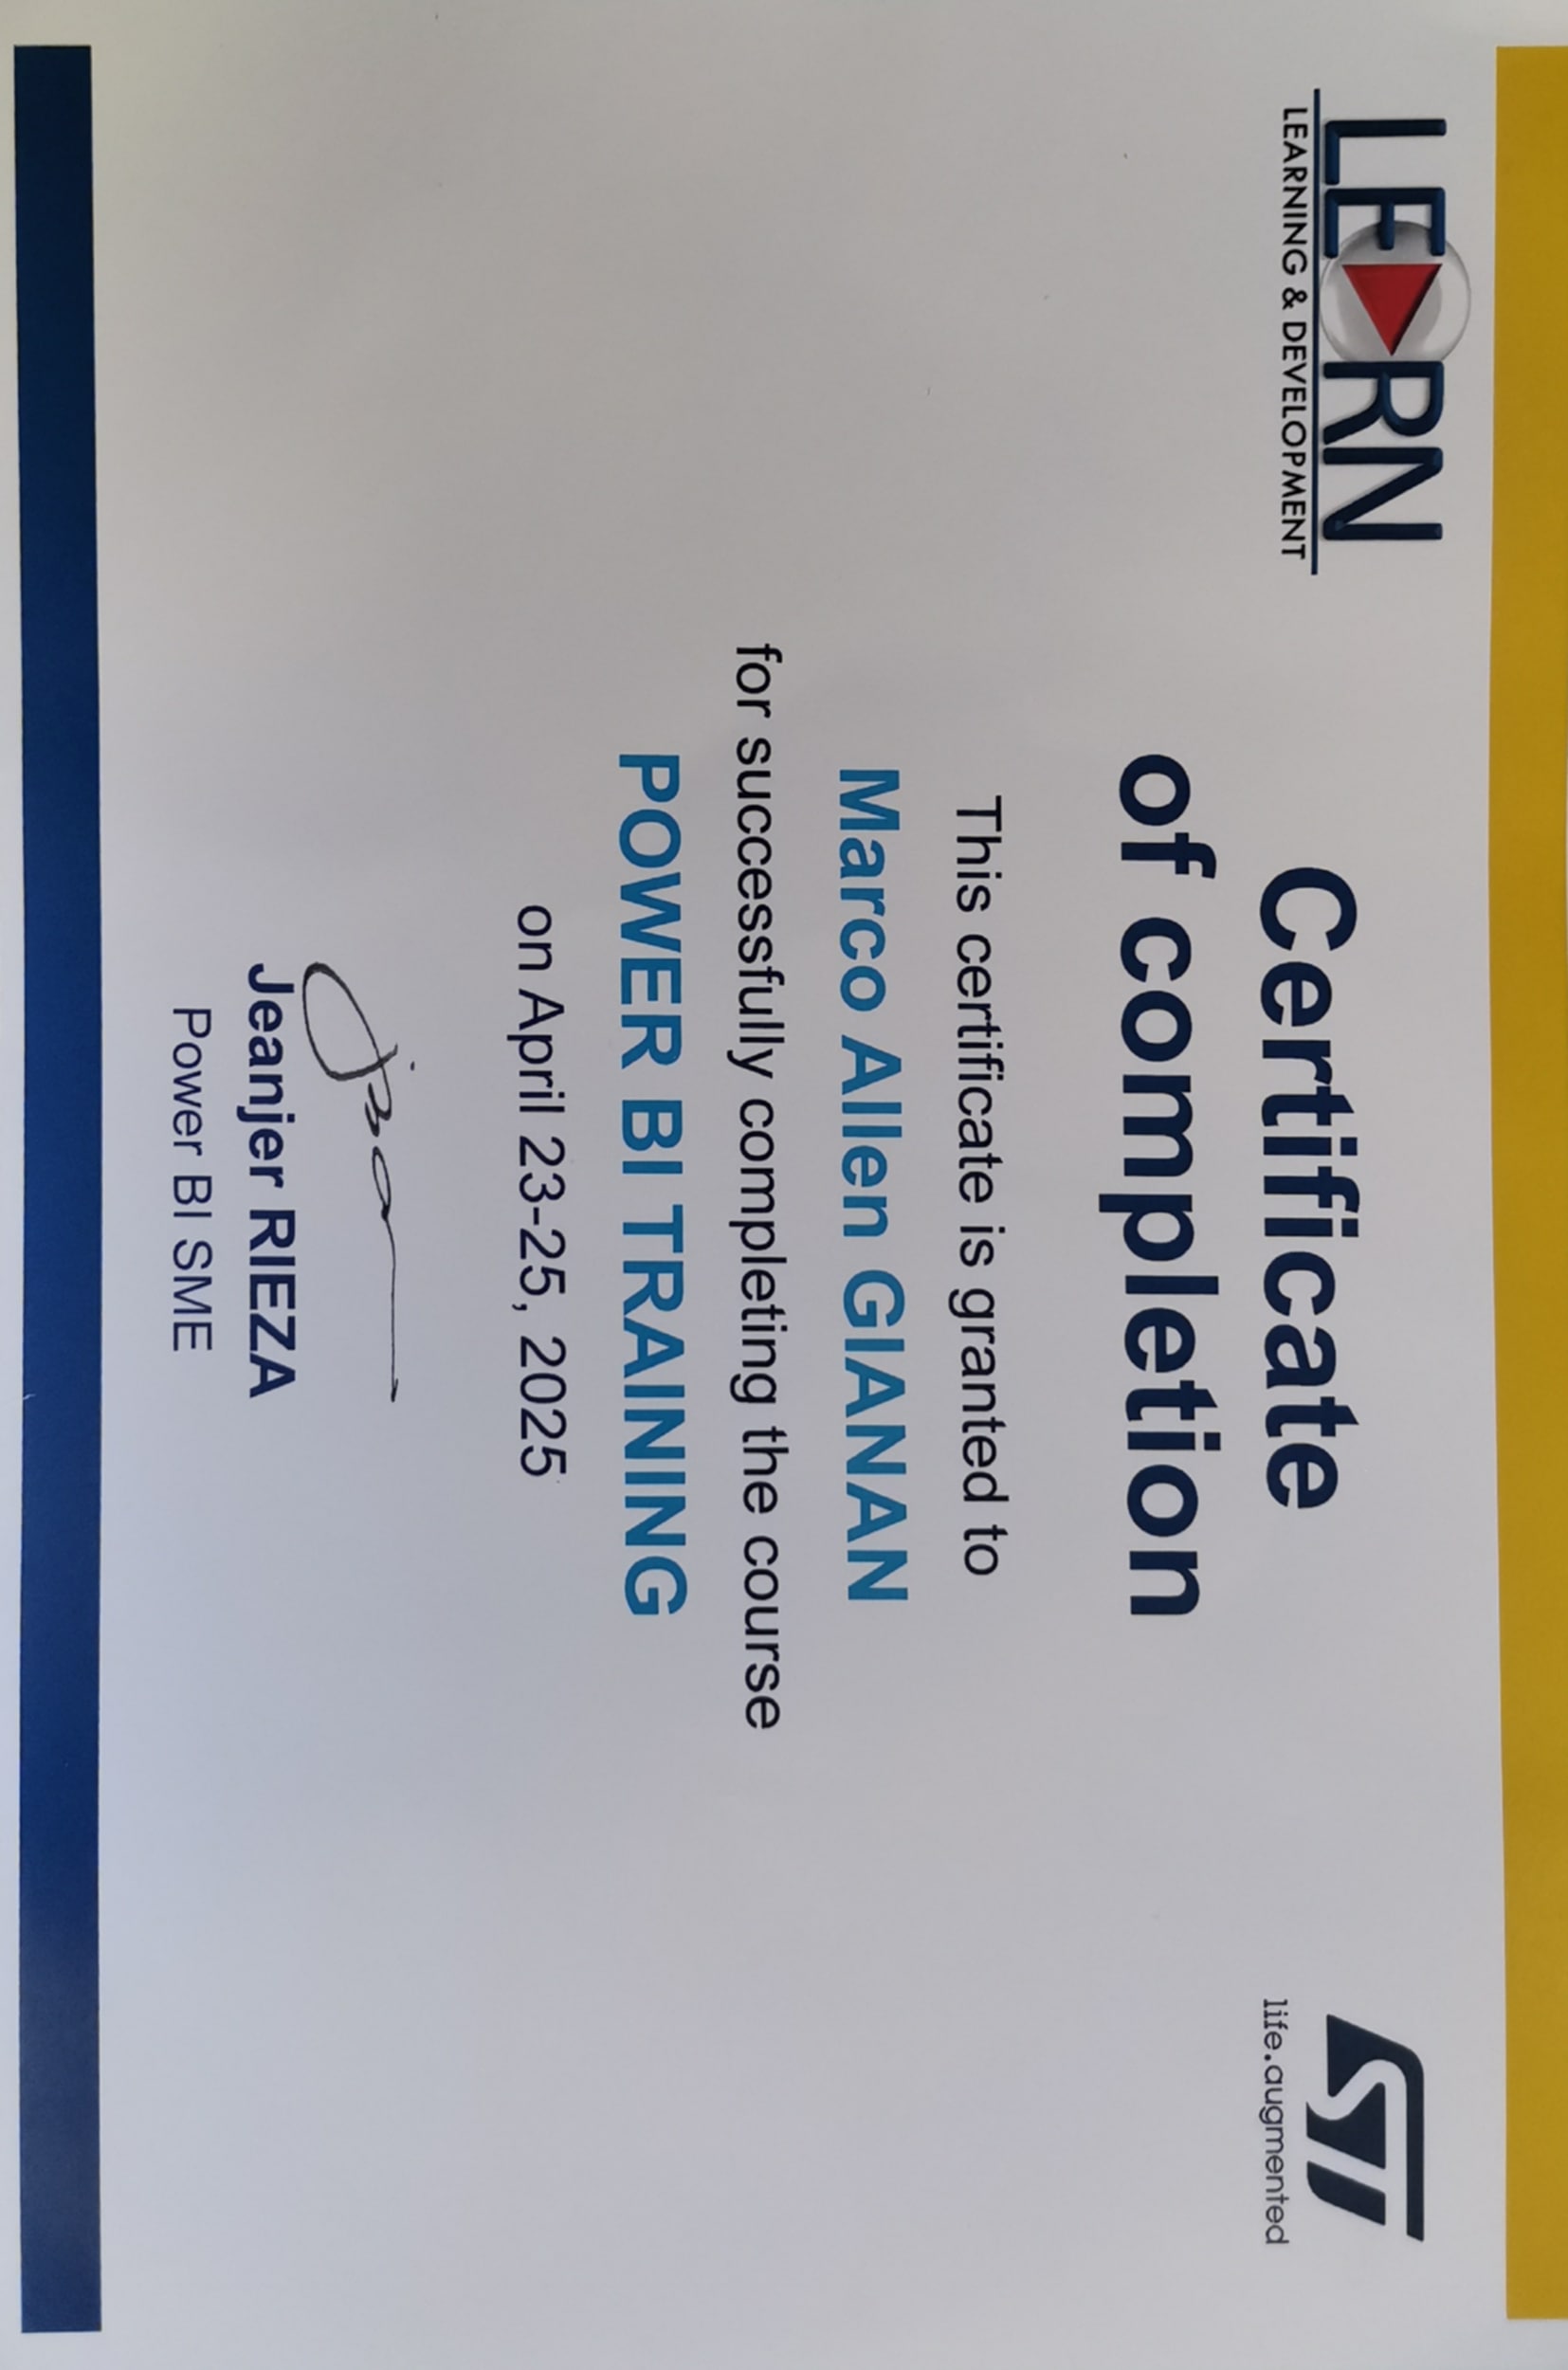 LEARN
LEARNING & DEVELOPMENT
ST
life.augmented
Certificate
of completion
This certificate is granted to
Marco Allen GIANAN
for successfully completing the course
POWER BI TRAINING
on April 23-25, 2025
Jeanjer RIEZA
Power BI SME